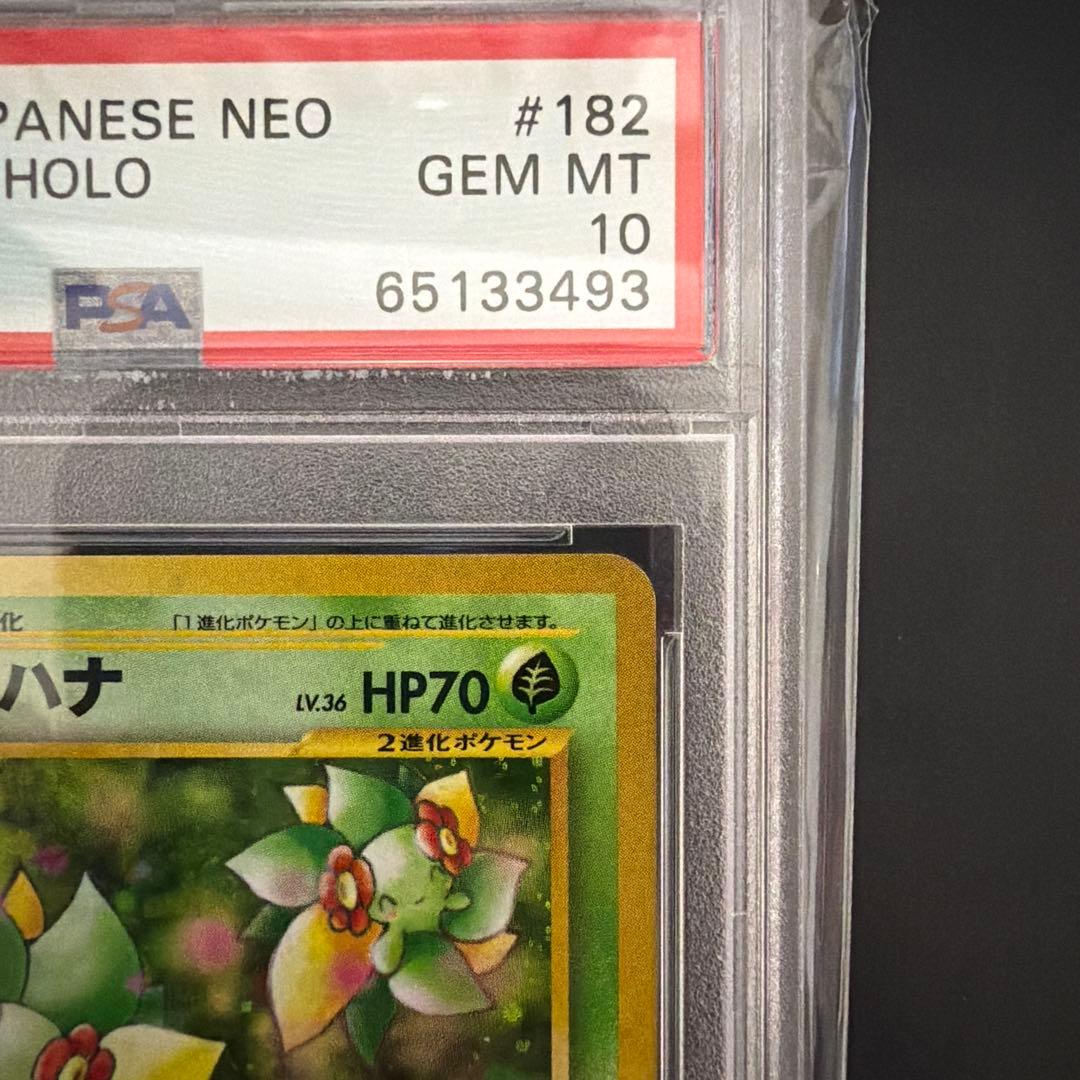 PANESE NEO #182
HOLO GEM MT
10
65133493
PSA
化 「1進化ポケモン」の上に重ねて進化させます。
ハナ LV.36 HP70
2進化ポケモン